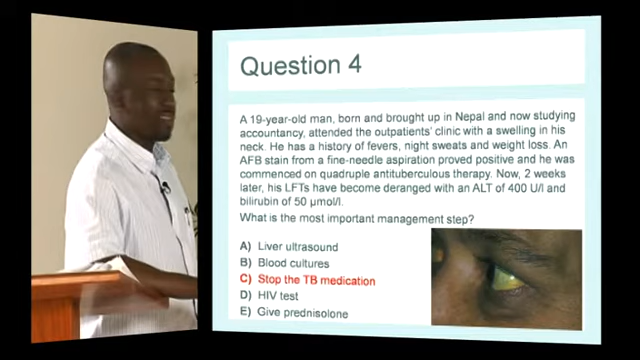 Question 4
A 19-year-old man, born and brought up in Nepal and now studying
accountancy, attended the outpatients' clinic with a swelling in his
neck. He has a history of fevers, night sweats and weight loss. An
AFB stain from a fine-needle aspiration proved positive and he was
commenced on quadruple antituberculous therapy. Now, 2 weeks
later, his LFTs have become deranged with an ALT of 400 U/l and
bilirubin of 50 µmol/l.
What is the most important management step?
A) Liver ultrasound
B) Blood cultures
C) Stop the TB medication
D) HIV test
E) Give prednisolone